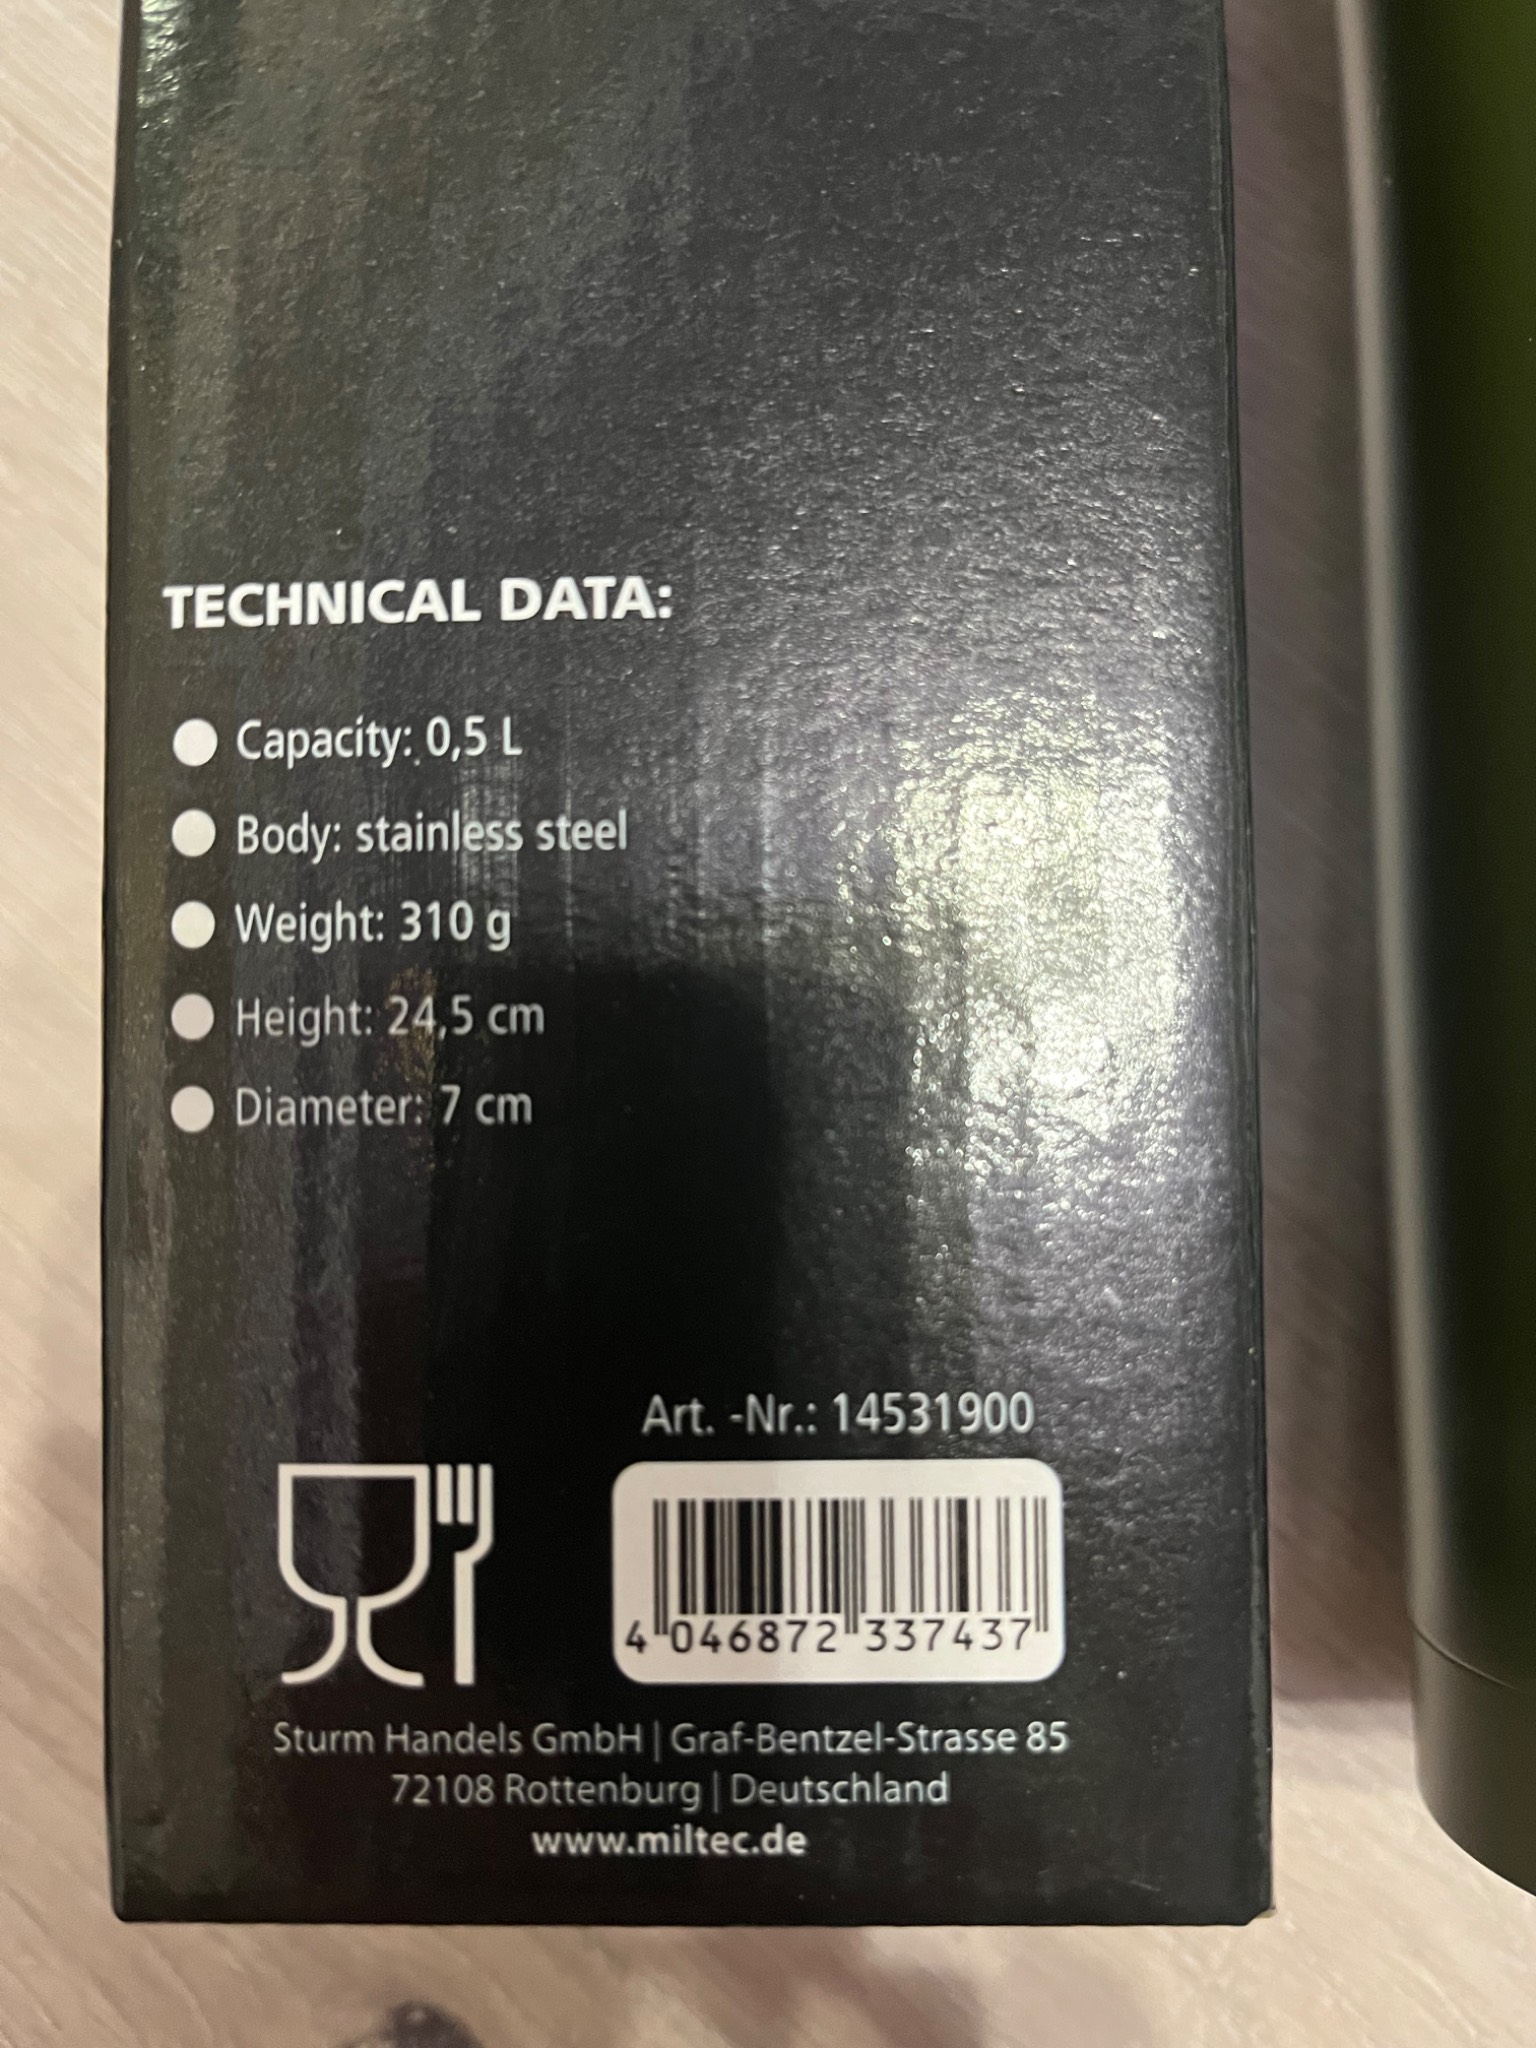 TECHNICAL DATA:
Capacity: 0,5 L
Body: stainless steel
Weight: 310 g
Height: 24,5 cm
Diameter: 7 cm
Art. -Nr.: 14531900
4 046872 337437
Sturm Handels GmbH | Graf-Bentzel-Strasse 85
72108 Rottenburg | Deutschland
www.miltec.de